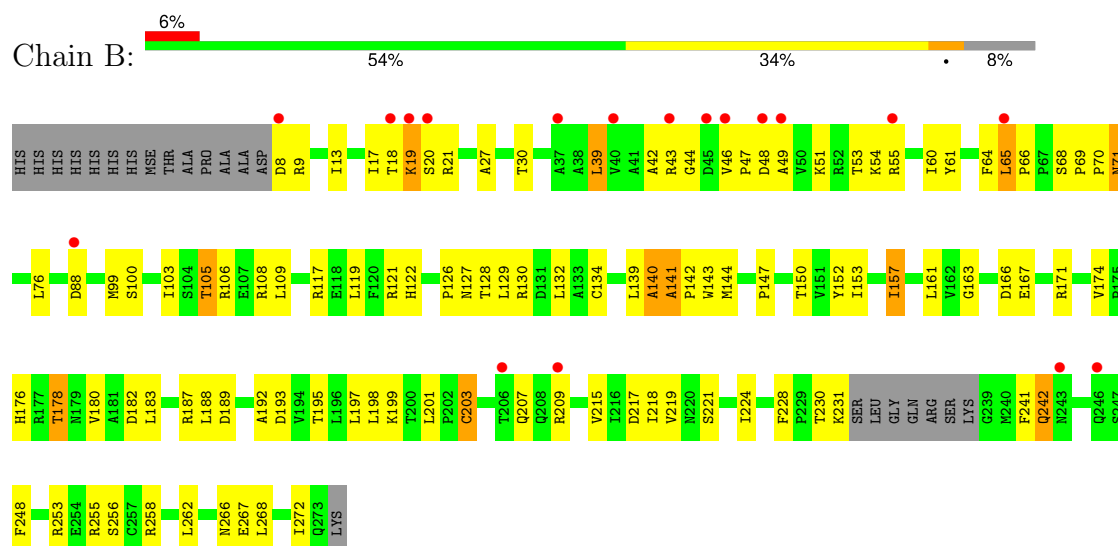 6%
Chain B:
54% 34% • 8%
HIS HIS HIS HIS HIS HIS HIS MSE THR ALA PRO ALA ALA ASP D8 R9 I13 I17 T18 K19 S20 R21 A27 T30 A37 A38 L39 V40 A41 A42 R43 G44 D45 V46 P47 D48 A49 V50 K51 R52 T53 K54 R55 I60 Y61 F64 L65 P66 P67 S68 P69 P70 N71
L76 D88 M99 S100 I103 S104 T105 R106 E107 R108 L109 R117 E118 L119 F120 R121 H122 P126 N127 T128 L129 R130 D131 L132 A133 C134 L139 A140 A141 P142 W143 M144 P147 T150 V151 Y152 I153 I157 L161 V162 G163 D166 E167 R171 V174 P175
H176 R177 T178 N179 V180 A181 D182 L183 R187 L188 D189 A192 D193 V194 T195 L196 L197 L198 K199 T200 L201 P202 C203 T206 Q207 Q208 R209 V215 I216 D217 I218 V219 N220 S221 I224 F228 P229 T230 K231 SER LEU GLY GLN ARG SER LYS G239 M240 F241 Q242 N243 Q246 S247
F248 R253 E254 R255 S256 C257 R258 L262 N266 E267 L268 I272 Q273 LYS